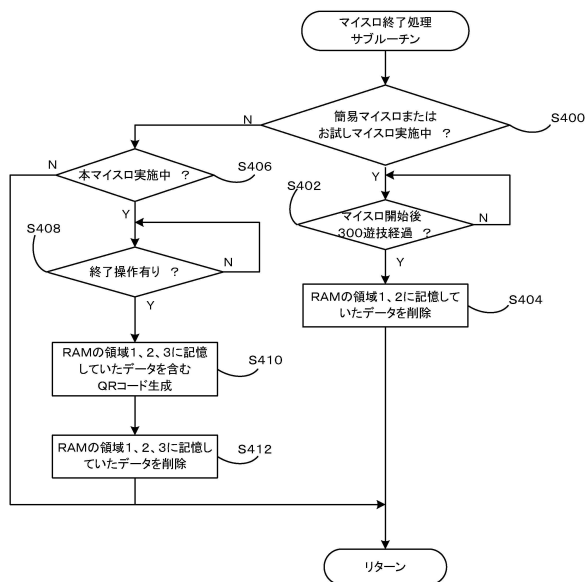 マイスロ終了処理
サブルーチン
簡易マイスロまたは
お試しマイスロ実施中 ?
S400
N
Y
本マイスロ実施中 ?
S406
N
Y
S402
マイスロ開始後
300遊技経過 ?
N
Y
S408
終了操作有り ?
N
Y
RAMの領域1、2に記憶して
いたデータを削除
S404
RAMの領域1、2、3に記憶
していたデータを含む
QRコード生成
S410
RAMの領域1、2、3に記憶し
ていたデータを削除
S412
リターン